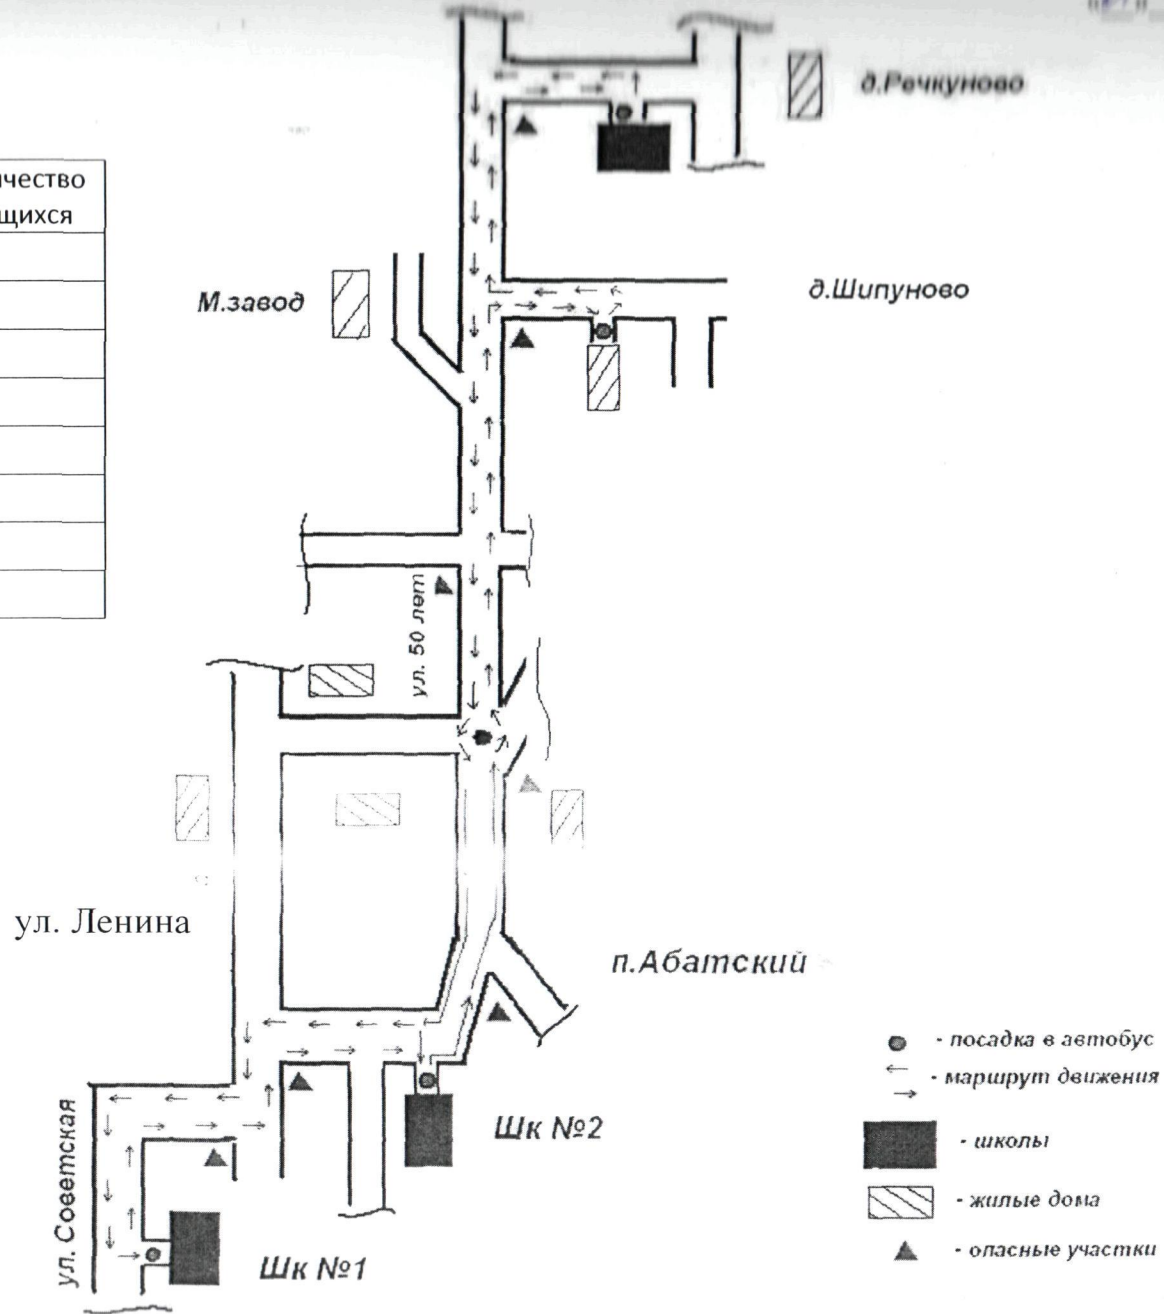 чество
щихся
д.Речкуново
М.завод
д.Шипуново
ул. 50 лет
ул. Ленина
п.Абатский
- посадка в автобус
- маршрут движения
Шк №2
- школы
ул. Советская
- жилые дома
Шк №1
- опасные участки